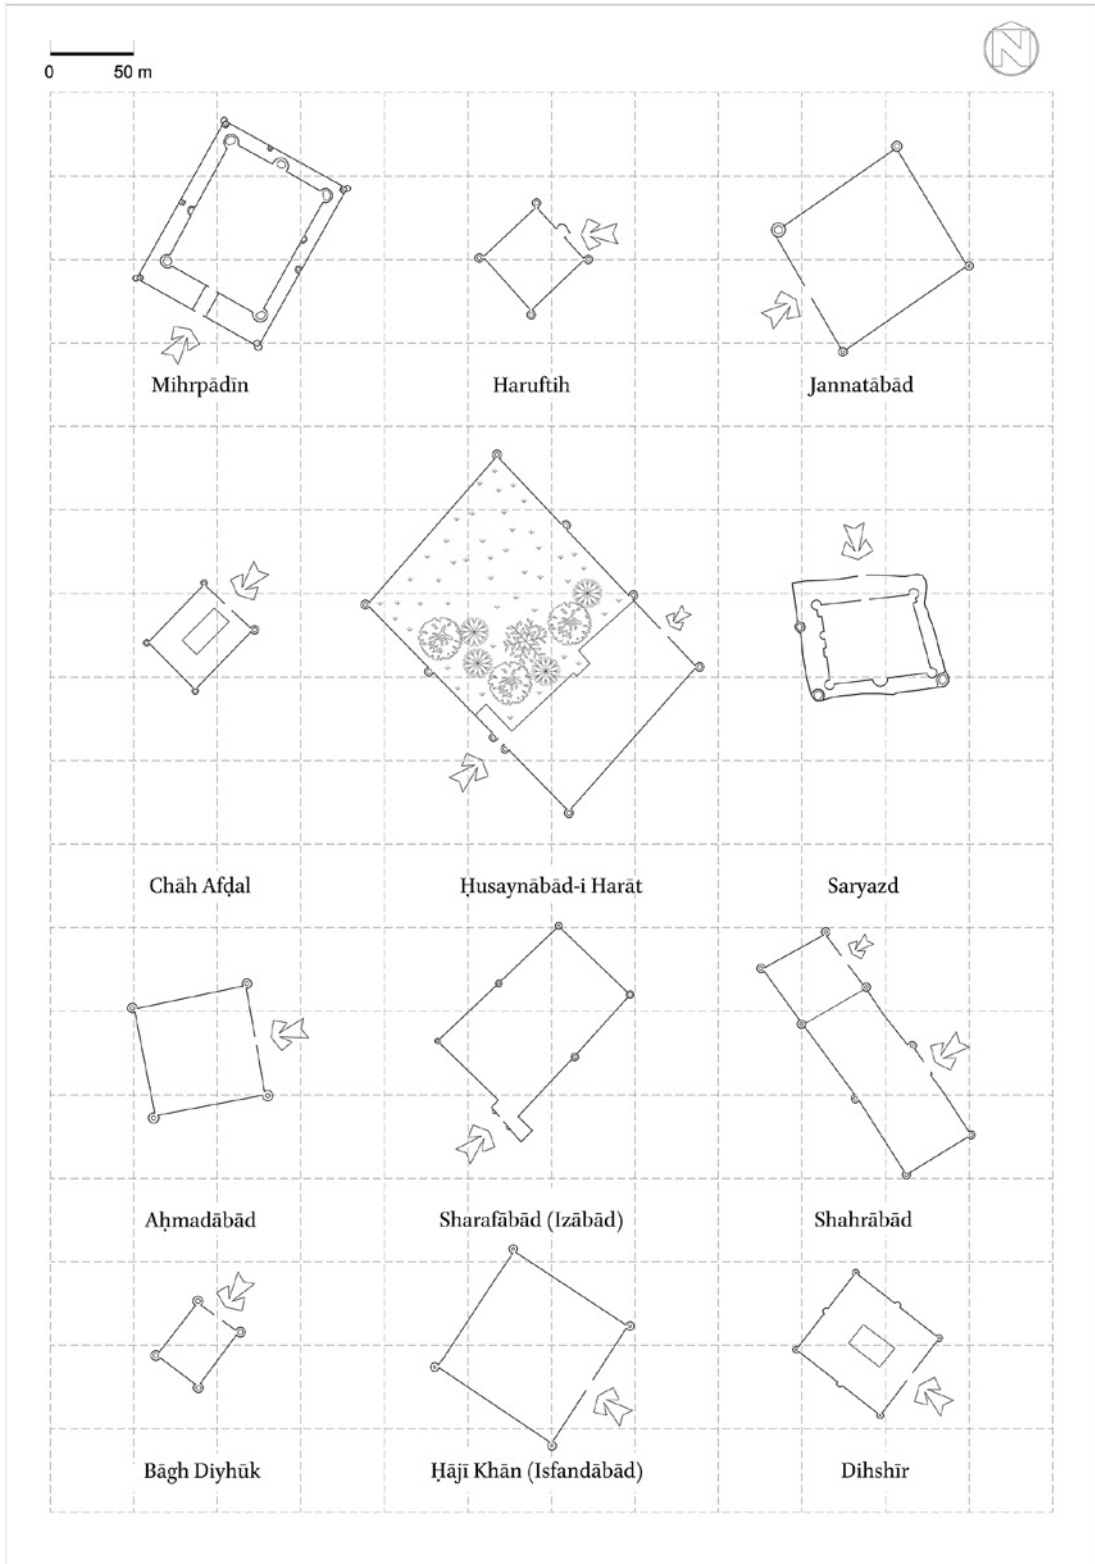 0 50 m
N
Mihrpādīn Haruftih Jannatābād
Chāh Afḍal Ḥusaynābād-i Harāt Saryazd
Aḥmadābād Sharafābād (Izābād) Shahrābād
Bāgh Diyhūk Ḥājī Khān (Isfandābād) Dihshīr